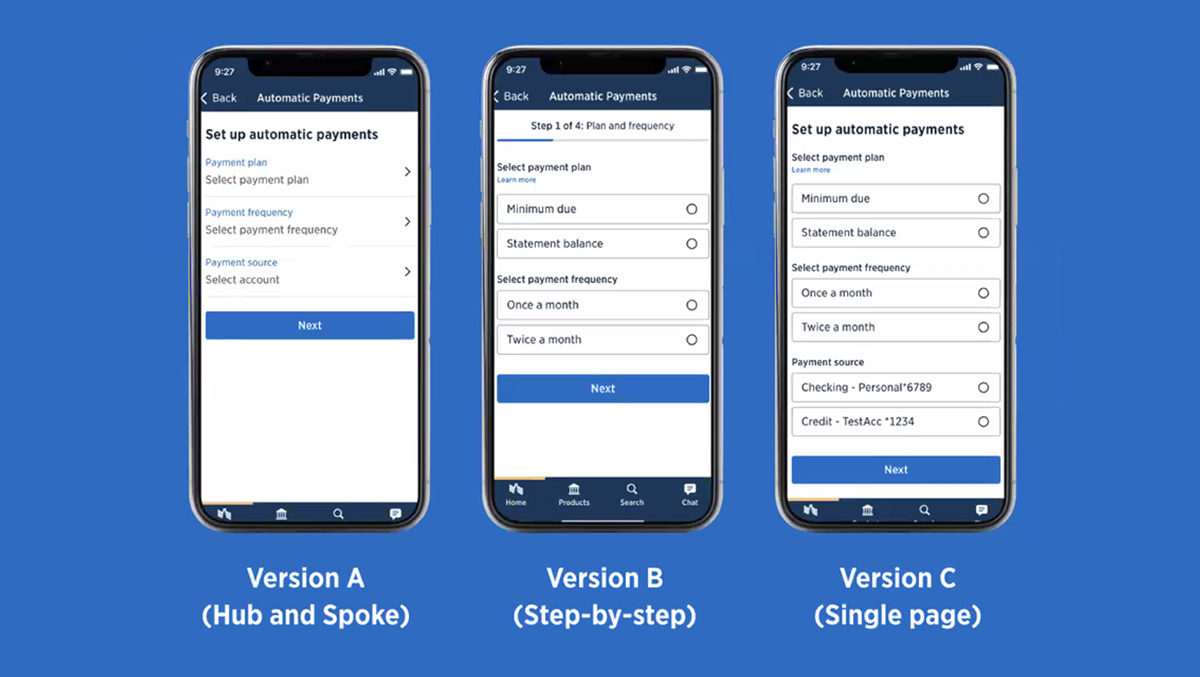 9:27
Back
Automatic Payments
Set up automatic payments
Payment plan
Select payment plan
Payment frequency
Select payment frequency
Payment source
Select account
Next
Version A
(Hub and Spoke)
9:27
Back
Automatic Payments
Step 1 of 4: Plan and frequency
Select payment plan
Learn more
Minimum due
Statement balance
Select payment frequency
Once a month
Twice a month
Next
Home
Products
Search
Chat
Version B
(Step-by-step)
9:27
Back
Automatic Payments
Set up automatic payments
Select payment plan
Learn more
Minimum due
Statement balance
Select payment frequency
Once a month
Twice a month
Payment source
Checking - Personal*6789
Credit - TestAcc *1234
Next
Version C
(Single page)